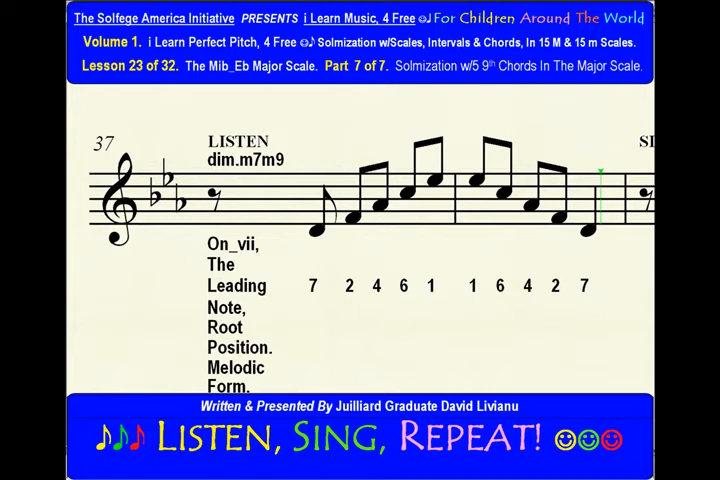 The Solfege America Initiative PRESENTS i Learn Music, 4 Free For Children Around The World
Volume 1. i Learn Perfect Pitch, 4 Free Solmization w/Scales, Intervals & Chords, In 15 M & 15 m Scales.
Lesson 23 of 32. The Mib_Eb Major Scale. Part 7 of 7. Solmization w/5 9th Chords In The Major Scale.
37 LISTEN
dim.m7m9
On_vii,
The
Leading 7 2 4 6 1 1 6 4 2 7
Note,
Root
Position.
Melodic
Form.
Written & Presented By Juilliard Graduate David Livianu
LISTEN, SING, REPEAT!